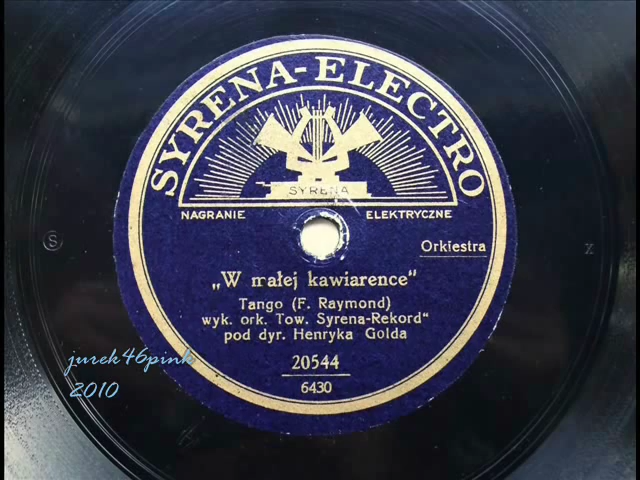 SYRENA-ELECTRO
SYRENA
NAGRANIE ELEKTRYCZNE
Orkiestra
„W małej kawiarence“
Tango (F. Raymond)
wyk. ork. Tow. Syrena-Rekord“
pod dyr. Henryka Golda
20544
6430
S
X
jurek46pink
2010